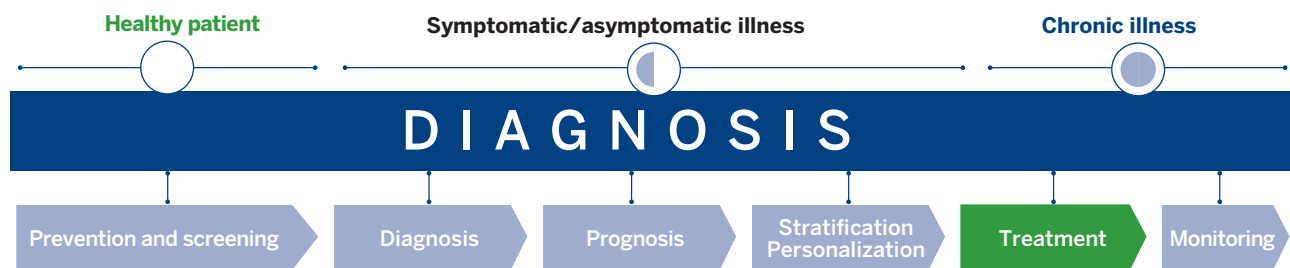 Healthy patient
Symptomatic/asymptomatic illness
Chronic illness
DIAGNOSIS
Prevention and screening
Diagnosis
Prognosis
Stratification
Personalization
Treatment
Monitoring